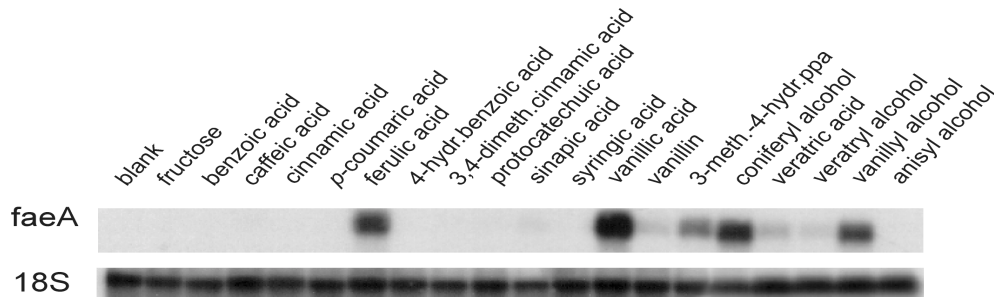 blank
fructose
benzoic acid
caffeic acid
cinnamic acid
p-coumaric acid
ferulic acid
4-hydr.benzoic acid
3,4-dimeth.cinnamic acid
protocatechuic acid
sinapic acid
syringic acid
vanillic acid
vanillin
3-meth.-4-hydr.ppa
coniferyl alcohol
veratric acid
veratryl alcohol
vanillyl alcohol
anisyl alcohol
faeA
18S